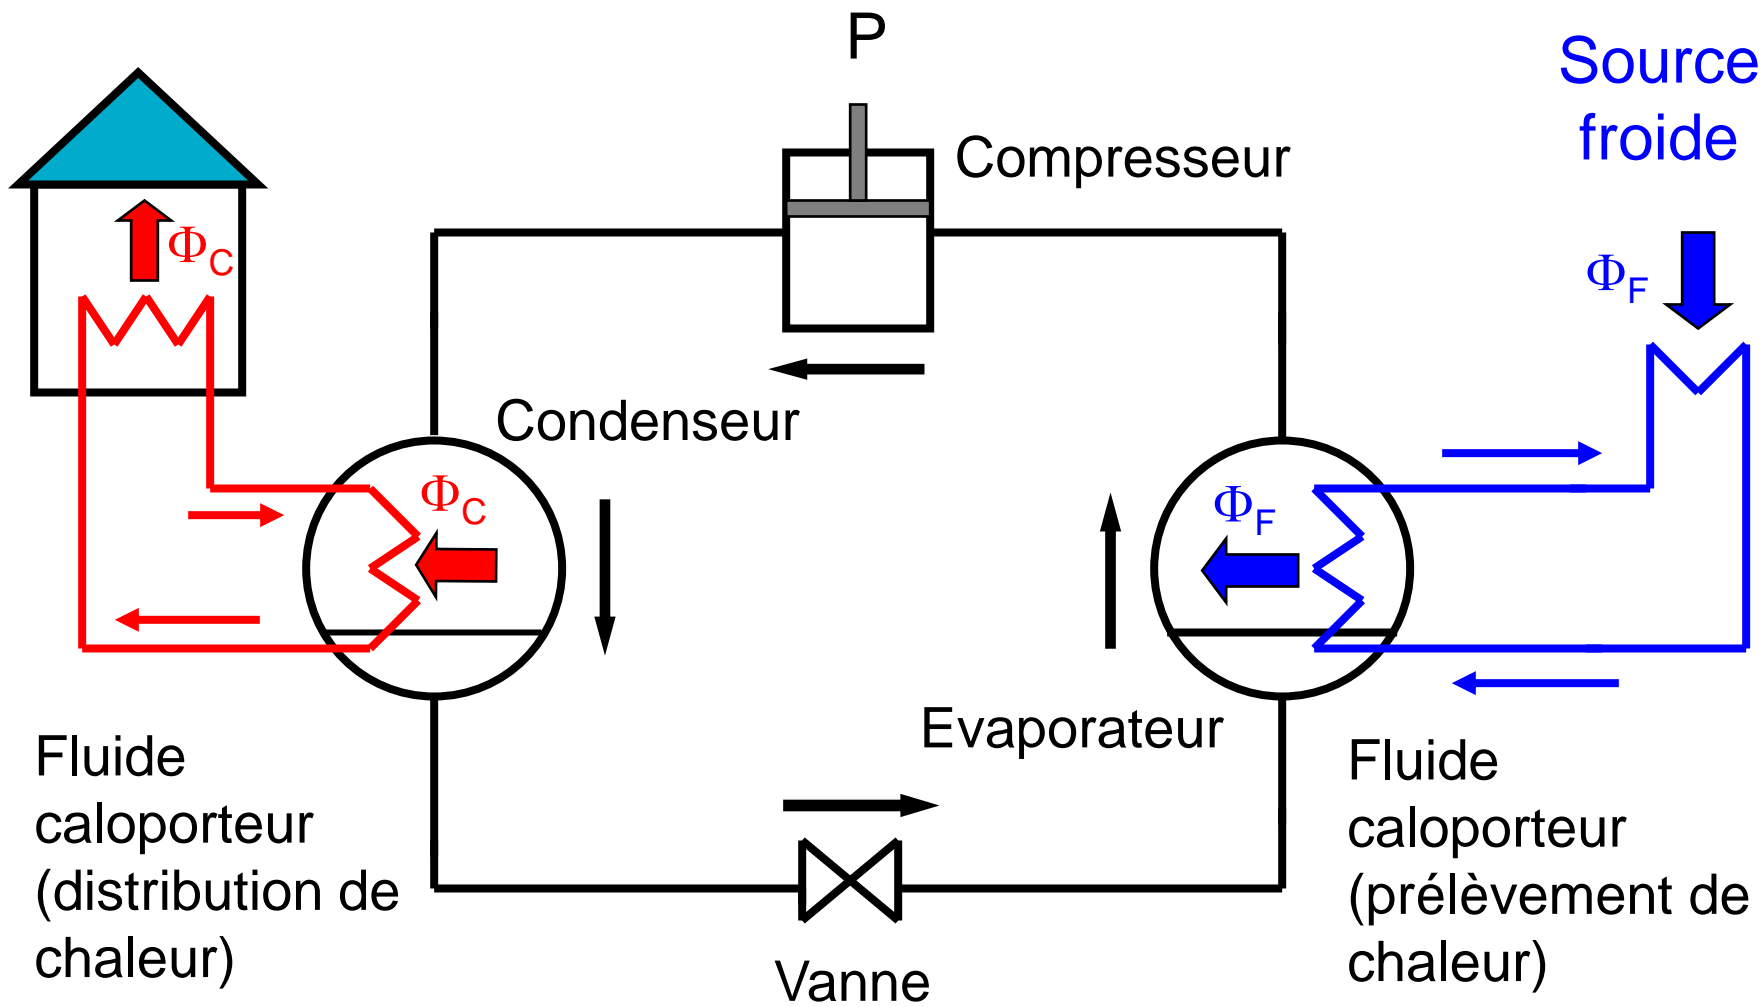 P
Source
froide
Compresseur
ΦC
ΦF
Condenseur
ΦC
ΦF
Evaporateur
Fluide
caloporteur
(distribution de
chaleur)
Fluide
caloporteur
(prélèvement de
chaleur)
Vanne